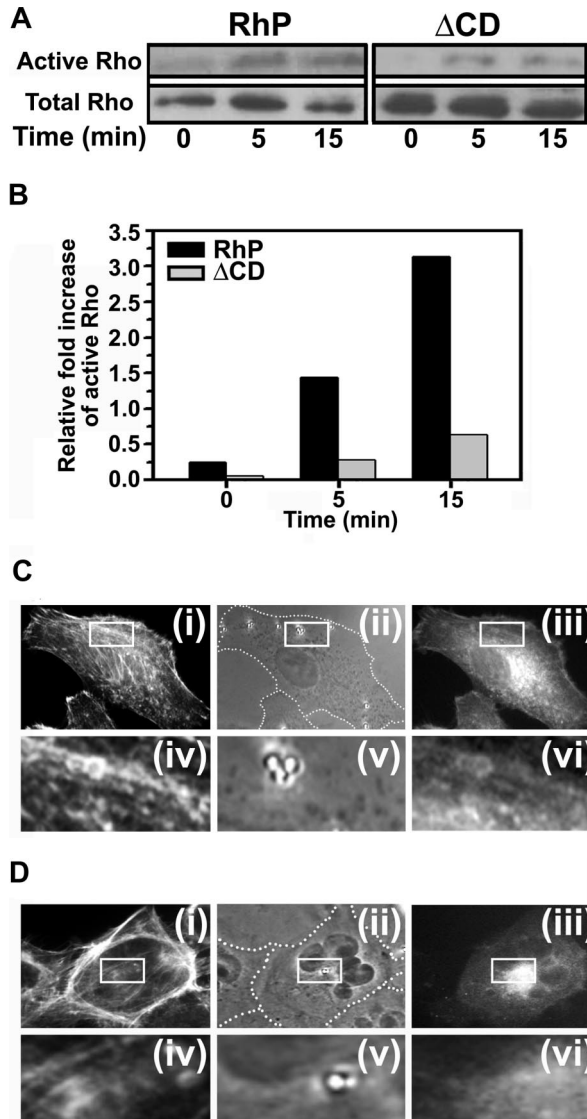 A
RhP ΔCD
Active Rho
Total Rho
Time (min) 0 5 15 0 5 15
B
Relative fold increase
of active Rho
3.5
3.0
2.5
2.0
1.5
1.0
0.5
0.0
RhP
ΔCD
0 5 15
Time (min)
C
(i) (ii) (iii)
(iv) (v) (vi)
D
(i) (ii) (iii)
(iv) (v) (vi)